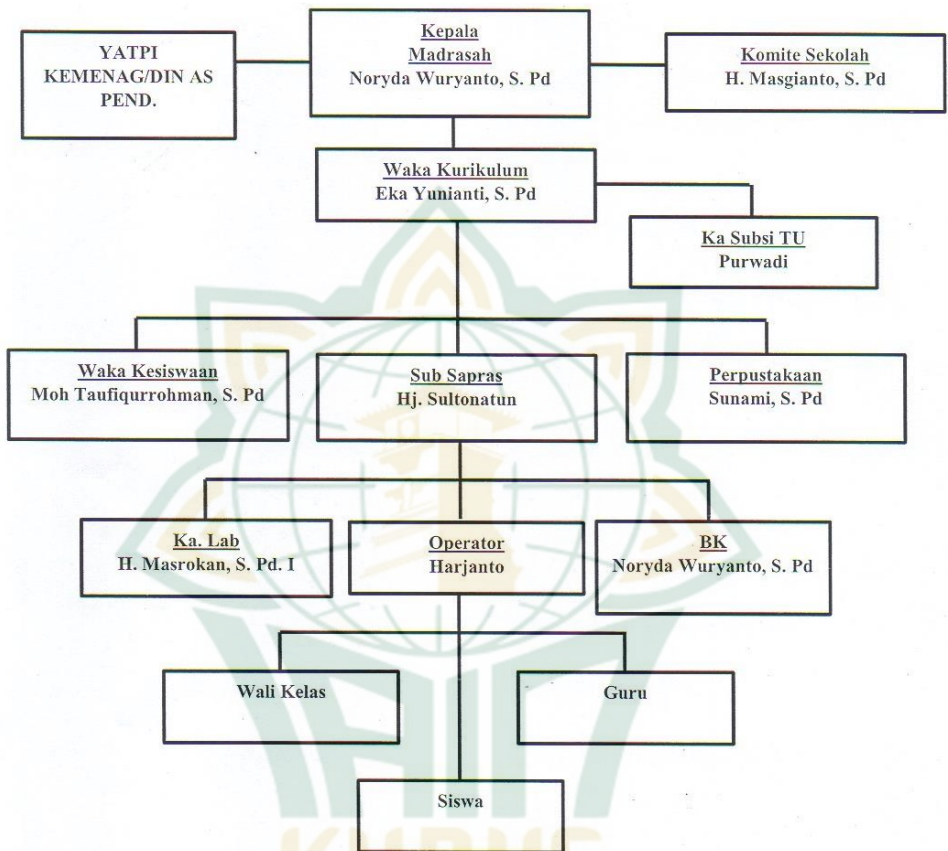 YATPI
KEMENAG/DIN AS
PEND.
Kepala
Madrasah
Noryda Wuryanto, S. Pd
Komite Sekolah
H. Masgianto, S. Pd
Waka Kurikulum
Eka Yunianti, S. Pd
Ka Subsi TU
Purwadi
Waka Kesiswaan
Moh Taufiqurrohman, S. Pd
Sub Sapras
Hj. Sultonatun
Perpustakaan
Sunami, S. Pd
Ka. Lab
H. Masrokan, S. Pd. I
Operator
Harjanto
BK
Noryda Wuryanto, S. Pd
Wali Kelas
Guru
Siswa
IAIN
KUDUS